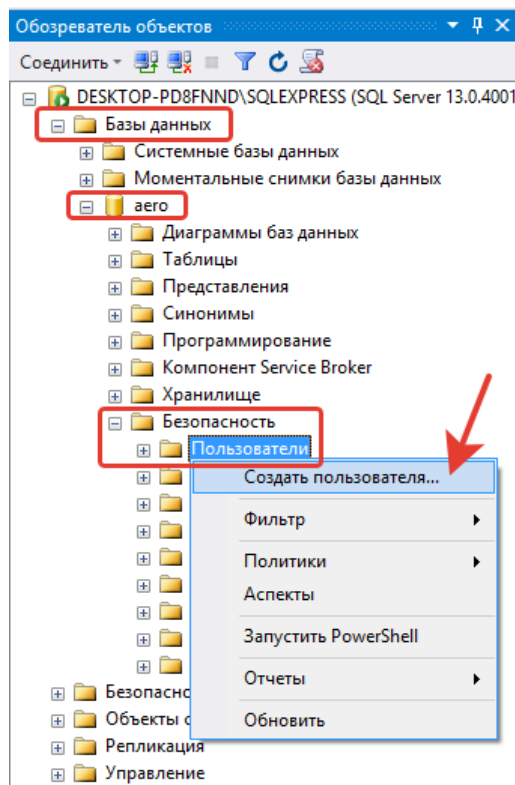 Обозреватель объектов
Соединить
DESKTOP-PD8FNND\SQLEXPRESS (SQL Server 13.0.4001
Базы данных
Системные базы данных
Моментальные снимки базы данных
aero
Диаграммы баз данных
Таблицы
Представления
Синонимы
Программирование
Компонент Service Broker
Хранилище
Безопасность
Пользователи
Создать пользователя...
Фильтр
Политики
Аспекты
Запустить PowerShell
Отчеты
Обновить
Безопасно
Объекты с
Репликация
Управление